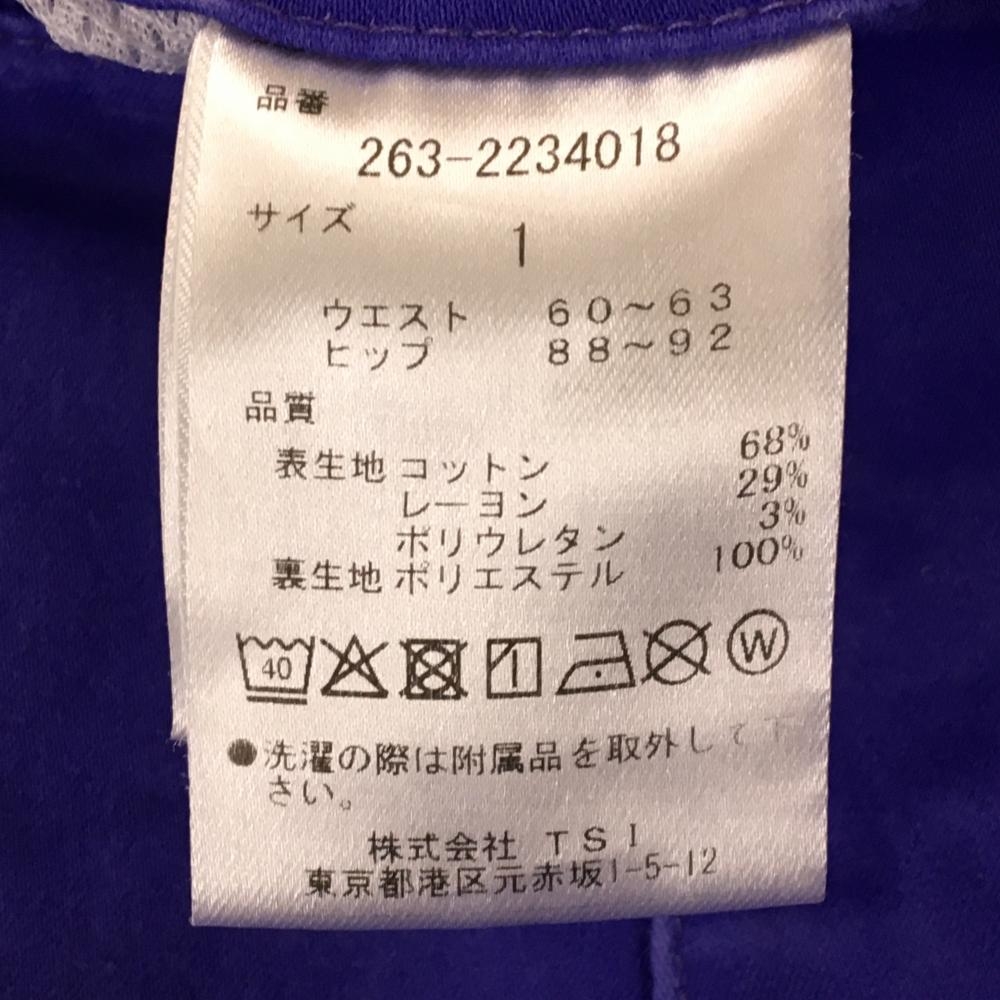 品番
263-2234018
サイズ
1
ウエスト 60～63
ヒップ 88～92
品質
表生地 コットン 68%
レーヨン 29%
ポリウレタン 3%
裏生地 ポリエステル 100%
40 1 W
●洗濯の際は附属品を取外して下
さい。
株式会社 TSI
東京都港区元赤坂1-5-12